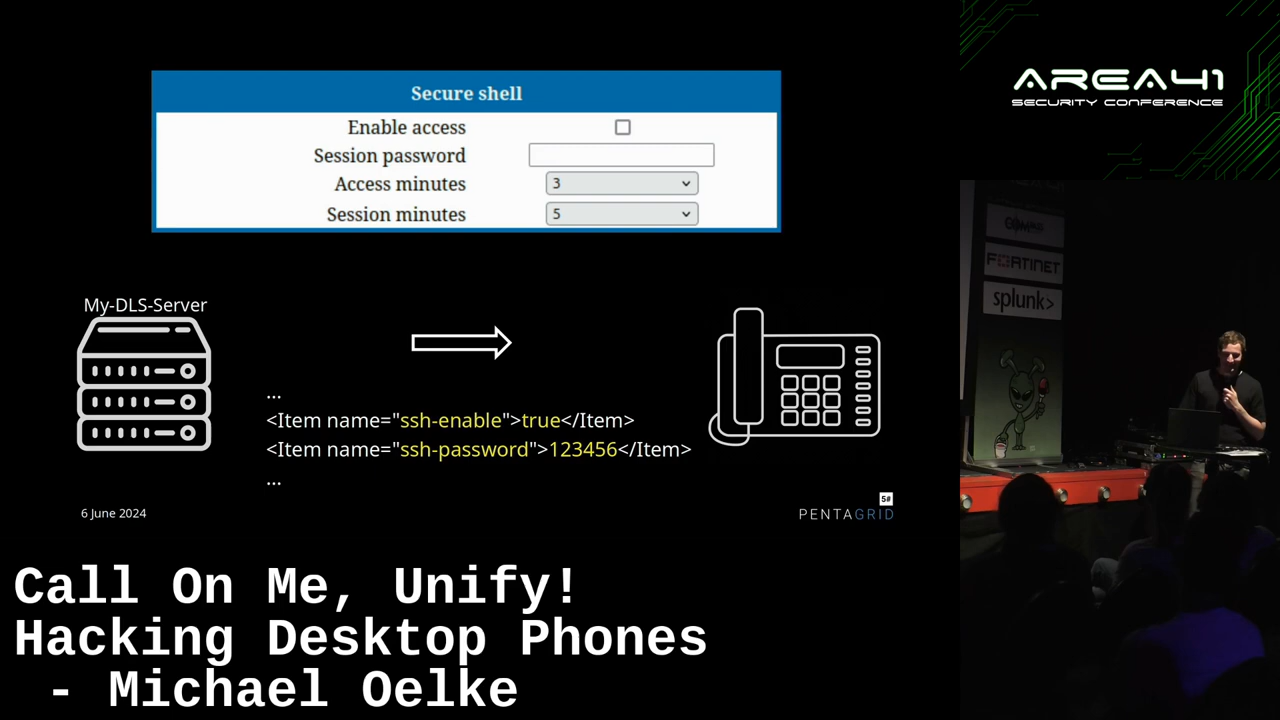 Secure shell
Enable access
Session password
Access minutes 3
Session minutes 5
My-DLS-Server
...
<Item name="ssh-enable">true</Item>
<Item name="ssh-password">123456</Item>
...
6 June 2024
5#
PENTAGRID
Call On Me, Unify!
Hacking Desktop Phones
- Michael Oelke
AREA41
SECURITY CONFERENCE
FORTINET
splunk>